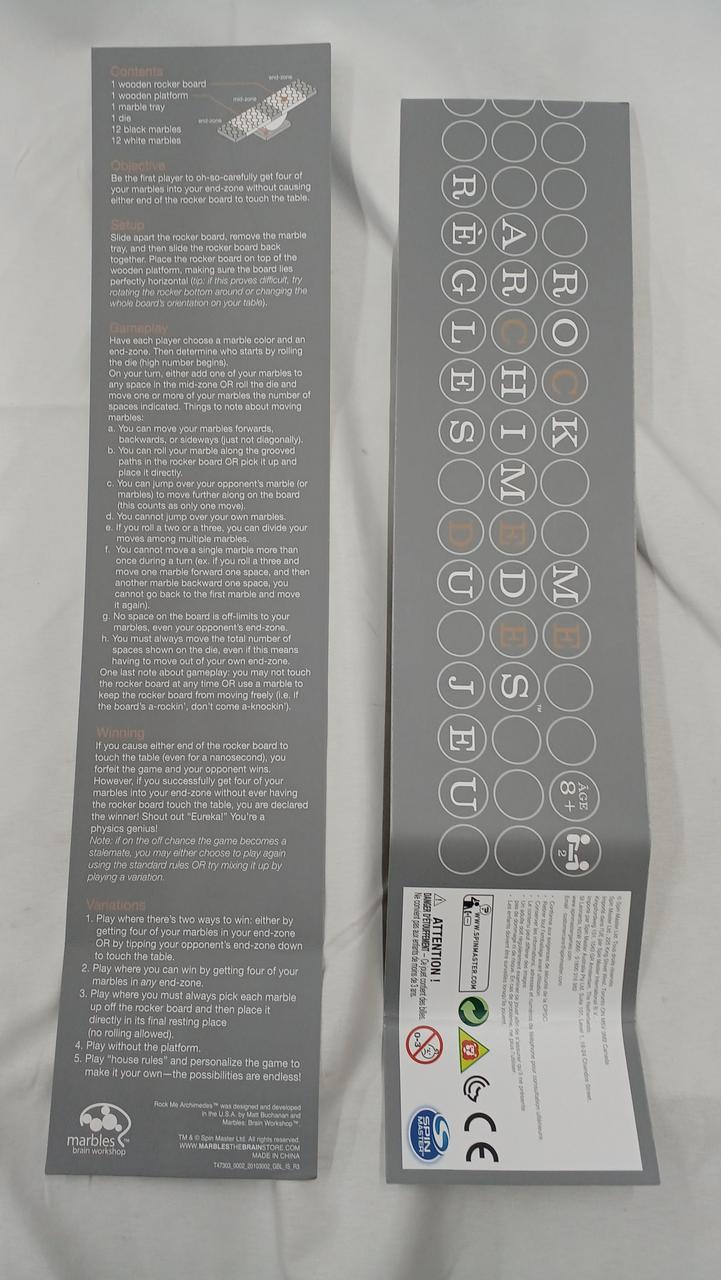 Contents
1 wooden rocker board
1 wooden platform
1 marble tray
1 die
12 black marbles
12 white marbles
end-zone
mid-zone
end-zone
Objective
Be the first player to oh-so-carefully get four of
your marbles into your end-zone without causing
either end of the rocker board to touch the table.
Setup
Slide apart the rocker board, remove the marble
tray, and then slide the rocker board back
together. Place the rocker board on top of the
wooden platform, making sure the board lies
perfectly horizontal (tip: if this proves difficult, try
rotating the rocker bottom around or changing the
whole board's orientation on your table).
Gameplay
Have each player choose a marble color and an
end-zone. Then determine who starts by rolling
the die (high number begins).
On your turn, either add one of your marbles to
any space in the mid-zone OR roll the die and
move one or more of your marbles the number of
spaces indicated. Things to note about moving
marbles:
a. You can move your marbles forwards,
backwards, or sideways (just not diagonally).
b. You can roll your marble along the grooved
paths in the rocker board OR pick it up and
place it directly.
c. You can jump over your opponent's marble (or
marbles) to move further along on the board
(this counts as only one move).
d. You cannot jump over your own marbles.
e. If you roll a two or a three, you can divide your
moves among multiple marbles.
f. You cannot move a single marble more than
once during a turn (ex. if you roll a three and
move one marble forward one space, and then
another marble backward one space, you
cannot go back to the first marble and move
it again).
g. No space on the board is off-limits to your
marbles, even your opponent's end-zone.
h. You must always move the total number of
spaces shown on the die, even if this means
having to move out of your own end-zone.
One last note about gameplay: you may not touch
the rocker board at any time OR use a marble to
keep the rocker board from moving freely (i.e. if
the board's a-rockin', don't come a-knockin').
Winning
If you cause either end of the rocker board to
touch the table (even for a nanosecond), you
forfeit the game and your opponent wins.
However, if you successfully get four of your
marbles into your end-zone without ever having
the rocker board touch the table, you are declared
the winner! Shout out "Eureka!" You're a
physics genius!
Note: if on the off chance the game becomes a
stalemate, you may either choose to play again
using the standard rules OR try mixing it up by
playing a variation.
Variations
1. Play where there's two ways to win: either by
getting four of your marbles in your end-zone
OR by tipping your opponent's end-zone down
to touch the table.
2. Play where you can win by getting four of your
marbles in any end-zone.
3. Play where you must always pick each marble
up off the rocker board and then place it
directly in its final resting place
(no rolling allowed).
4. Play without the platform.
5. Play "house rules" and personalize the game to
make it your own—the possibilities are endless!
marbles™
brain workshop
Rock Me Archimedes™ was designed and developed
in the U.S.A. by Matt Buchanan and
Marbles: Brain Workshop™.
TM & © Spin Master Ltd. All rights reserved.
WWW.MARBLESTHEBRAINSTORE.COM
MADE IN CHINA
T47303_0002_20103002_GBL_IS_R3
ROCK ME
ARCHIMEDES™
RÈGLES DU JEU
ÂGE
8+
2
WWW.SPINMASTER.COM
ATTENTION !
DANGER D'ÉTOUFFEMENT – Ce jouet contient des billes.
Ne convient pas aux enfants de moins de 3 ans.
0-3
CE
SPIN
MASTER™